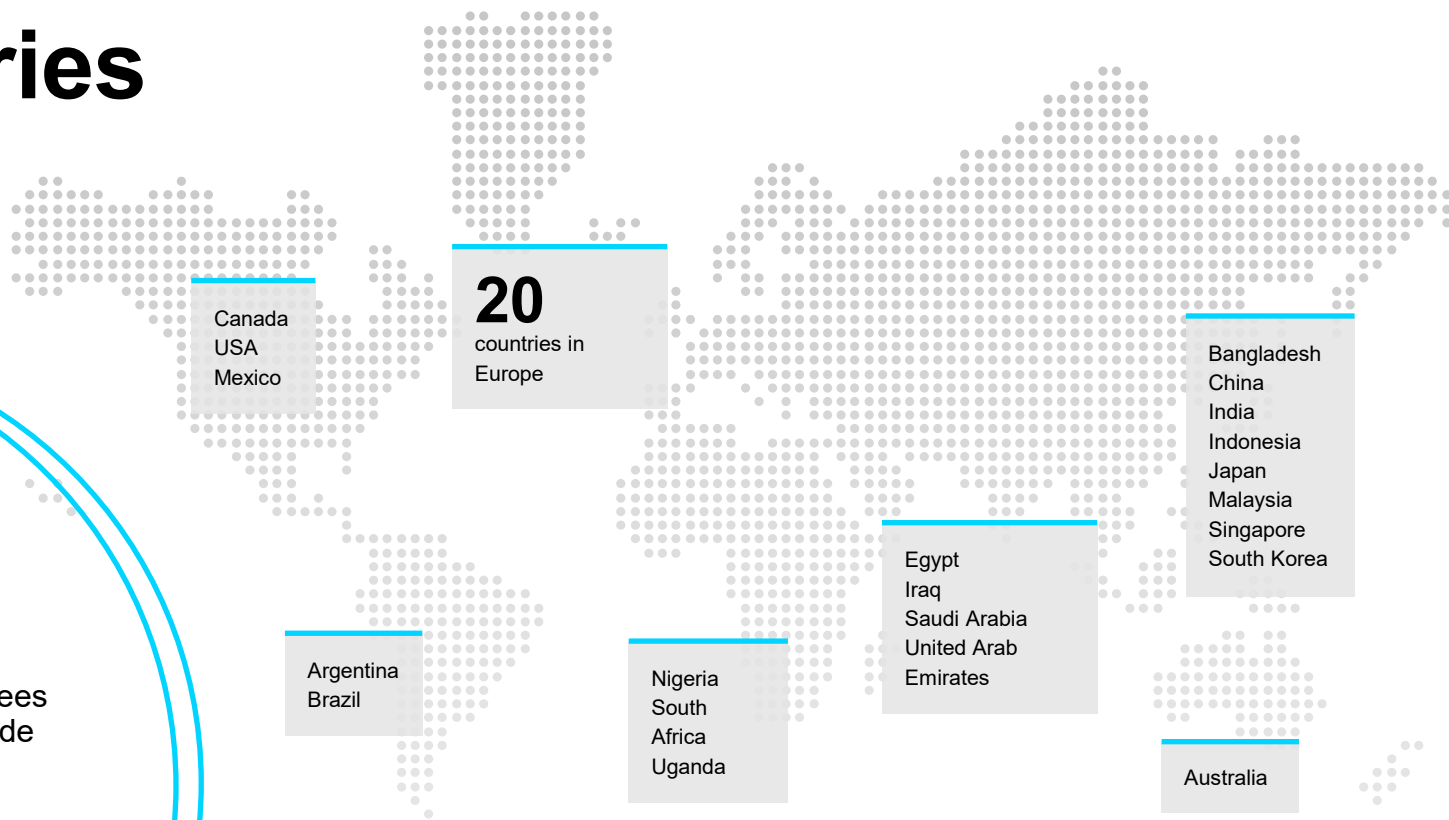 ries
Canada
USA
Mexico
20
countries in
Europe
Bangladesh
China
India
Indonesia
Japan
Malaysia
Singapore
South Korea
Egypt
Iraq
Saudi Arabia
United Arab
Emirates
Argentina
Brazil
Nigeria
South
Africa
Uganda
ees
de
Australia